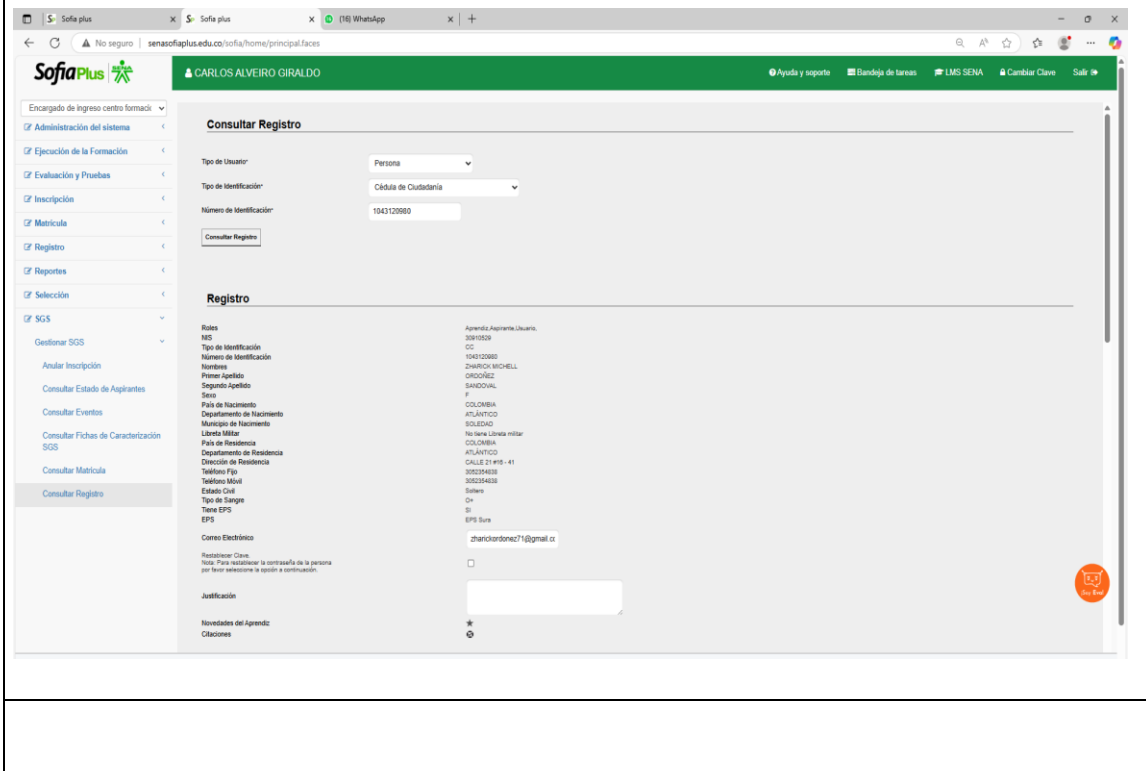 Sofia plus
Sofia plus
(16) WhatsApp
No seguro senasofiaplus.edu.co/sofia/home/principal.faces
SofiaPlus SENA
CARLOS ALVEIRO GIRALDO
Ayuda y soporte Bandeja de tareas LMS SENA Cambiar Clave Salir
Encargado de ingreso centro formacic
Administración del sistema
Ejecución de la Formación
Evaluación y Pruebas
Inscripción
Matricula
Registro
Reportes
Selección
SGS
Gestionar SGS
Anular Inscripción
Consultar Estado de Aspirantes
Consultar Eventos
Consultar Fichas de Caracterización
SGS
Consultar Matricula
Consultar Registro
Consultar Registro
Tipo de Usuario* Persona
Tipo de Identificación* Cédula de Ciudadanía
Número de Identificación* 1043120980
Consultar Registro
Registro
Roles Aprendiz,Aspirante,Usuario,
NIS 30910529
Tipo de Identificación CC
Número de Identificación 1043120980
Nombres ZHARICK MICHELL
Primer Apellido ORDOÑEZ
Segundo Apellido SANDOVAL
Sexo F
País de Nacimiento COLOMBIA
Departamento de Nacimiento ATLÁNTICO
Municipio de Nacimiento SOLEDAD
Libreta Militar No tiene Libreta militar
País de Residencia COLOMBIA
Departamento de Residencia ATLÁNTICO
Dirección de Residencia CALLE 21 #16 - 41
Teléfono Fijo 3052354838
Teléfono Móvil 3052354838
Estado Civil Soltero
Tipo de Sangre O+
Tiene EPS SI
EPS EPS Sura
Correo Electrónico zharickordonez71@gmail.cc
Restablecer Clave.
Nota: Para restablecer la contraseña de la persona
por favor seleccione la opción a continuación.
Justificación
Novedades del Aprendiz
Citaciones